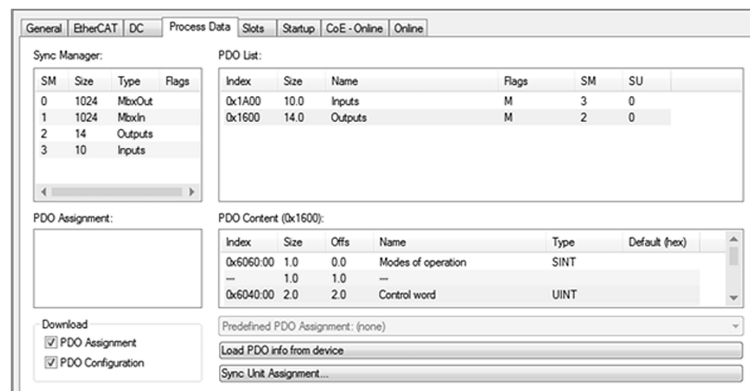 General EtherCAT DC Process Data Slots Startup CoE - Online Online
Sync Manager:
SM Size Type Flags
0 1024 MbxOut
1 1024 MbxIn
2 14 Outputs
3 10 Inputs
PDO List:
Index Size Name Flags SM SU
0x1A00 10.0 Inputs M 3 0
0x1600 14.0 Outputs M 2 0
PDO Assignment:
PDO Content (0x1600):
Index Size Offs Name Type Default (hex)
0x6060:00 1.0 0.0 Modes of operation SINT
--- 1.0 1.0 ---
0x6040:00 2.0 2.0 Control word UINT
Download
PDO Assignment
PDO Configuration
Predefined PDO Assignment: (none)
Load PDO info from device
Sync Unit Assignment...